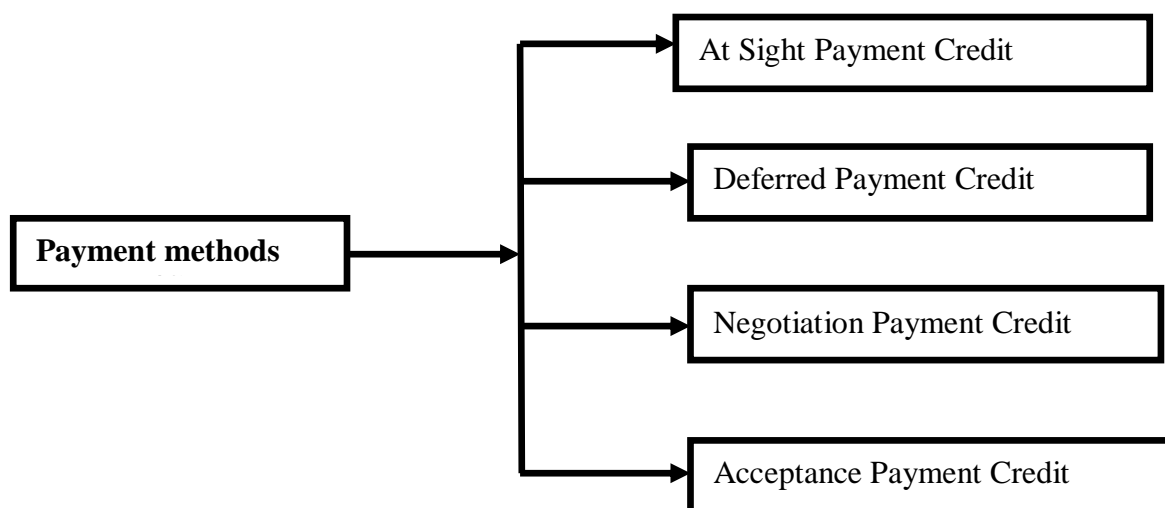 At Sight Payment Credit
Deferred Payment Credit
Payment methods
Negotiation Payment Credit
Acceptance Payment Credit